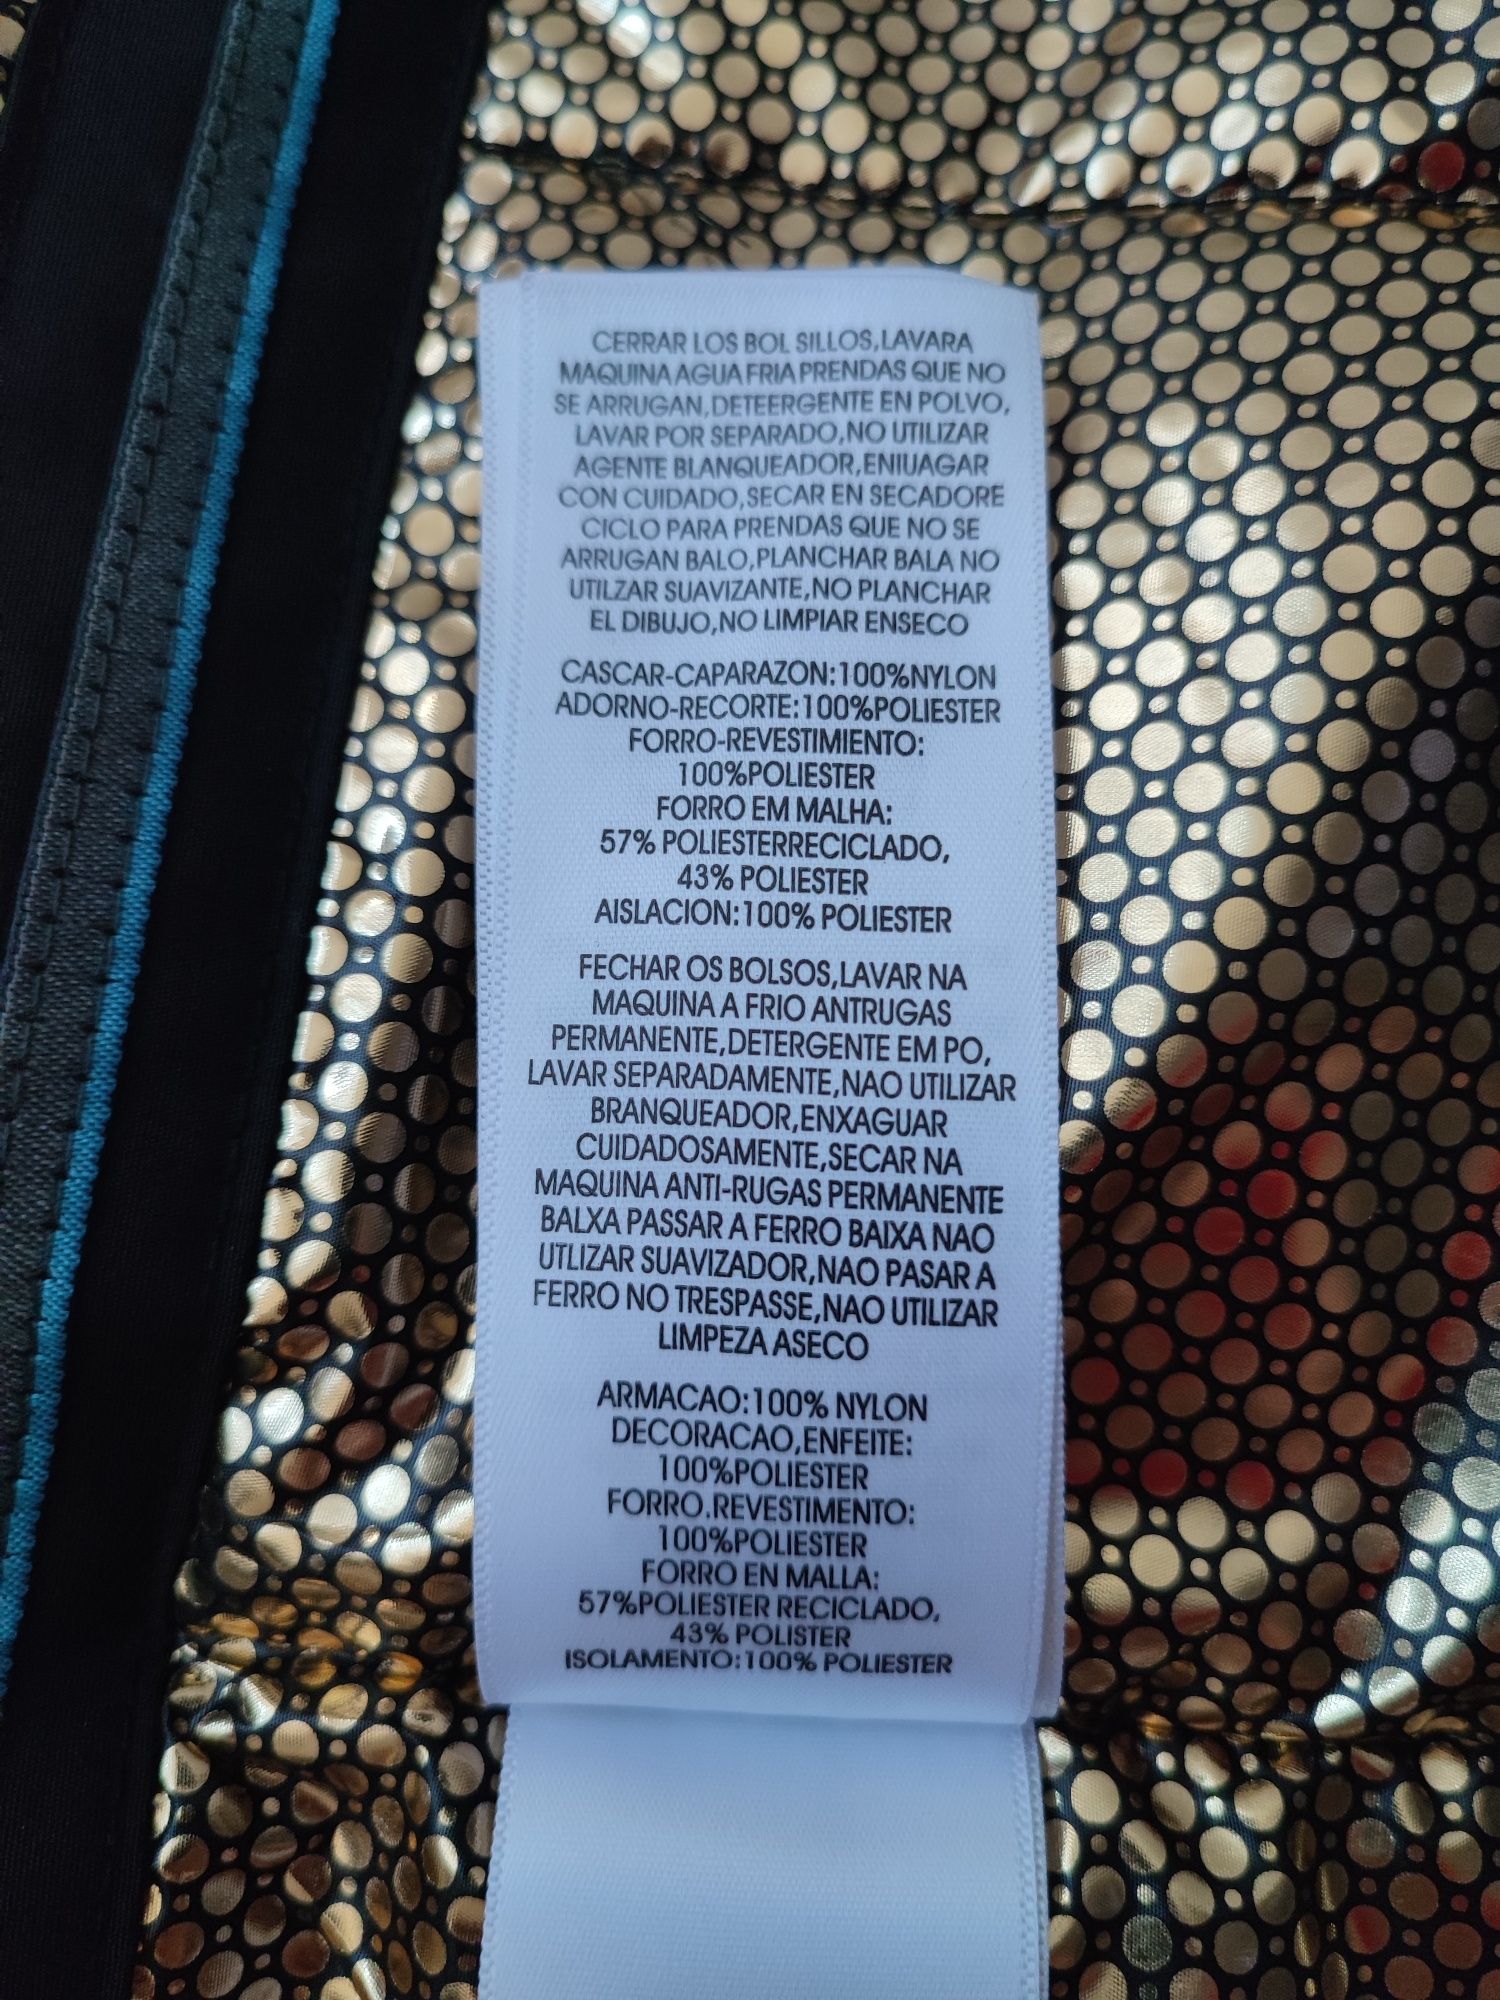 CERRAR LOS BOL SILLOS,LAVARA
MAQUINA AGUA FRIA PRENDAS QUE NO
SE ARRUGAN,DETEERGENTE EN POLVO,
LAVAR POR SEPARADO,NO UTILIZAR
AGENTE BLANQUEADOR,ENIUAGAR
CON CUIDADO,SECAR EN SECADORE
CICLO PARA PRENDAS QUE NO SE
ARRUGAN BALO,PLANCHAR BALA NO
UTILZAR SUAVIZANTE,NO PLANCHAR
EL DIBUJO,NO LIMPIAR ENSECO
CASCAR-CAPARAZON:100%NYLON
ADORNO-RECORTE:100%POLIESTER
FORRO-REVESTIMIENTO:
100%POLIESTER
FORRO EM MALHA:
57% POLIESTERRECICLADO,
43% POLIESTER
AISLACION:100% POLIESTER
FECHAR OS BOLSOS,LAVAR NA
MAQUINA A FRIO ANTRUGAS
PERMANENTE,DETERGENTE EM PO,
LAVAR SEPARADAMENTE,NAO UTILIZAR
BRANQUEADOR,ENXAGUAR
CUIDADOSAMENTE,SECAR NA
MAQUINA ANTI-RUGAS PERMANENTE
BALXA PASSAR A FERRO BAIXA NAO
UTLIZAR SUAVIZADOR,NAO PASAR A
FERRO NO TRESPASSE,NAO UTILIZAR
LIMPEZA ASECO
ARMACAO:100% NYLON
DECORACAO,ENFEITE:
100%POLIESTER
FORRO.REVESTIMENTO:
100%POLIESTER
FORRO EN MALLA:
57%POLIESTER RECICLADO,
43% POLISTER
ISOLAMENTO:100% POLIESTER